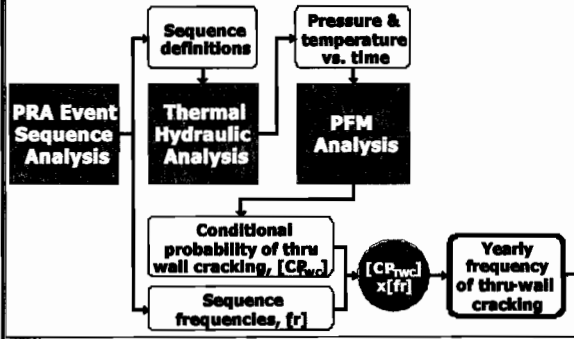 Sequence
definitions
Pressure &
temperature
vs. time
PRA Event
Sequence
Analysis
Thermal
Hydraulic
Analysis
PFM
Analysis
Conditional
probability of thru
wall cracking, [CPTWC]
Sequence
frequencies, [fr]
[CPTWC]
x[fr]
Yearly
frequency
of thru-wall
cracking